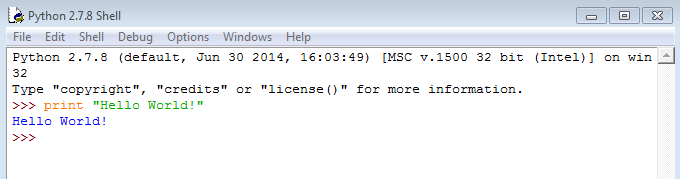 Python 2.7.8 Shell
File Edit Shell Debug Options Windows Help
Python 2.7.8 (default, Jun 30 2014, 16:03:49) [MSC v.1500 32 bit (Intel)] on win
32
Type "copyright", "credits" or "license()" for more information.
>>> print "Hello World!"
Hello World!
>>>